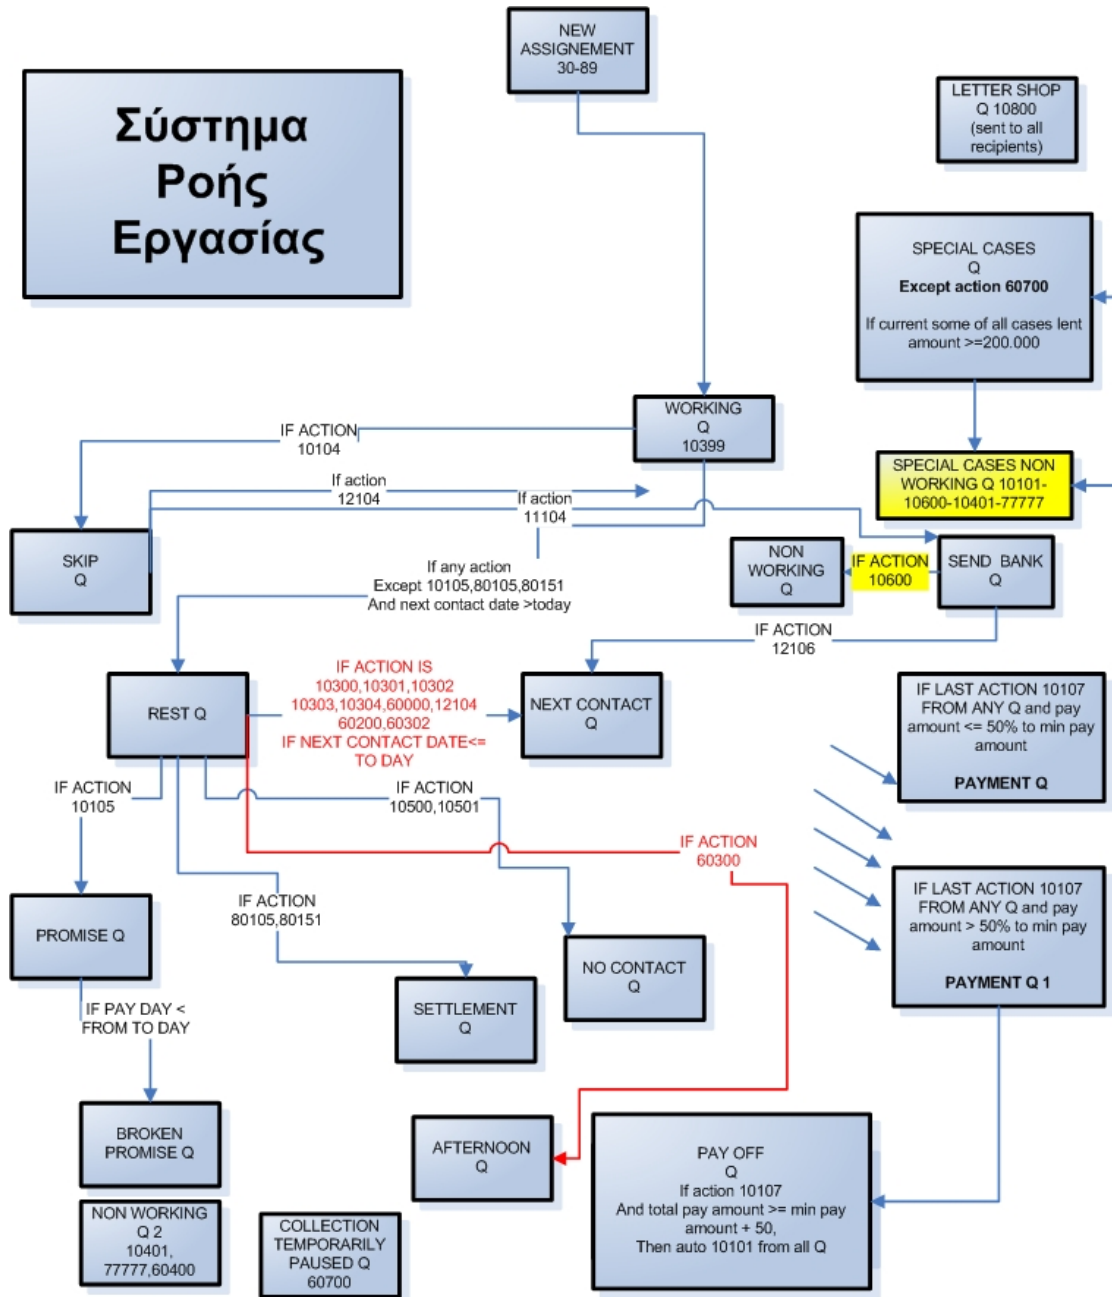 NEW
ASSIGNEMENT
30-89
Σύστημα
Ροής
Εργασίας
LETTER SHOP
Q 10800
(sent to all
recipients)
SPECIAL CASES
Q
Except action 60700
If current some of all cases lent
amount >=200.000
WORKING
Q
10399
IF ACTION
10104
SPECIAL CASES NON
WORKING Q 10101-
10600-10401-77777
If action
12104
If action
11104
SKIP
Q
If any action
Except 10105,80105,80151
And next contact date >today
NON
WORKING
Q
IF ACTION
10600
SEND BANK
Q
IF ACTION
12106
REST Q
IF ACTION IS
10300,10301,10302
10303,10304,60000,12104
60200,60302
IF NEXT CONTACT DATE<=
TO DAY
NEXT CONTACT
Q
IF LAST ACTION 10107
FROM ANY Q and pay
amount <= 50% to min pay
amount
PAYMENT Q
IF ACTION
10105
IF ACTION
10500,10501
IF ACTION
60300
IF ACTION
80105,80151
IF LAST ACTION 10107
FROM ANY Q and pay
amount > 50% to min pay
amount
PAYMENT Q 1
PROMISE Q
NO CONTACT
Q
SETTLEMENT
Q
IF PAY DAY <
FROM TO DAY
BROKEN
PROMISE Q
AFTERNOON
Q
PAY OFF
Q
If action 10107
And total pay amount >= min pay
amount + 50,
Then auto 10101 from all Q
NON WORKING
Q 2
10401,
77777,60400
COLLECTION
TEMPORARILY
PAUSED Q
60700